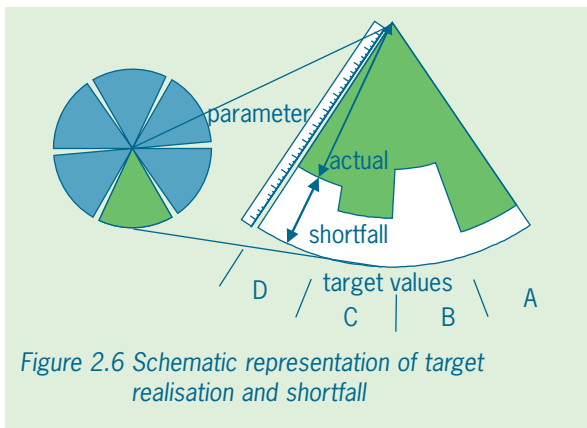 parameter
actual
shortfall
target values
D
C
B
A
Figure 2.6 Schematic representation of target
realisation and shortfall